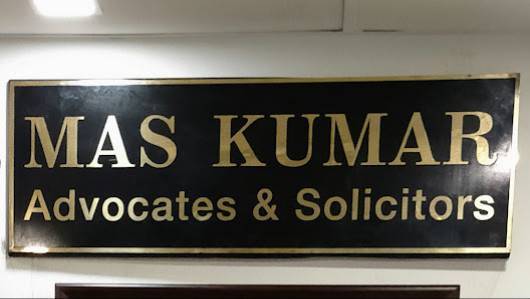 MAS KUMAR
Advocates & Solicitors